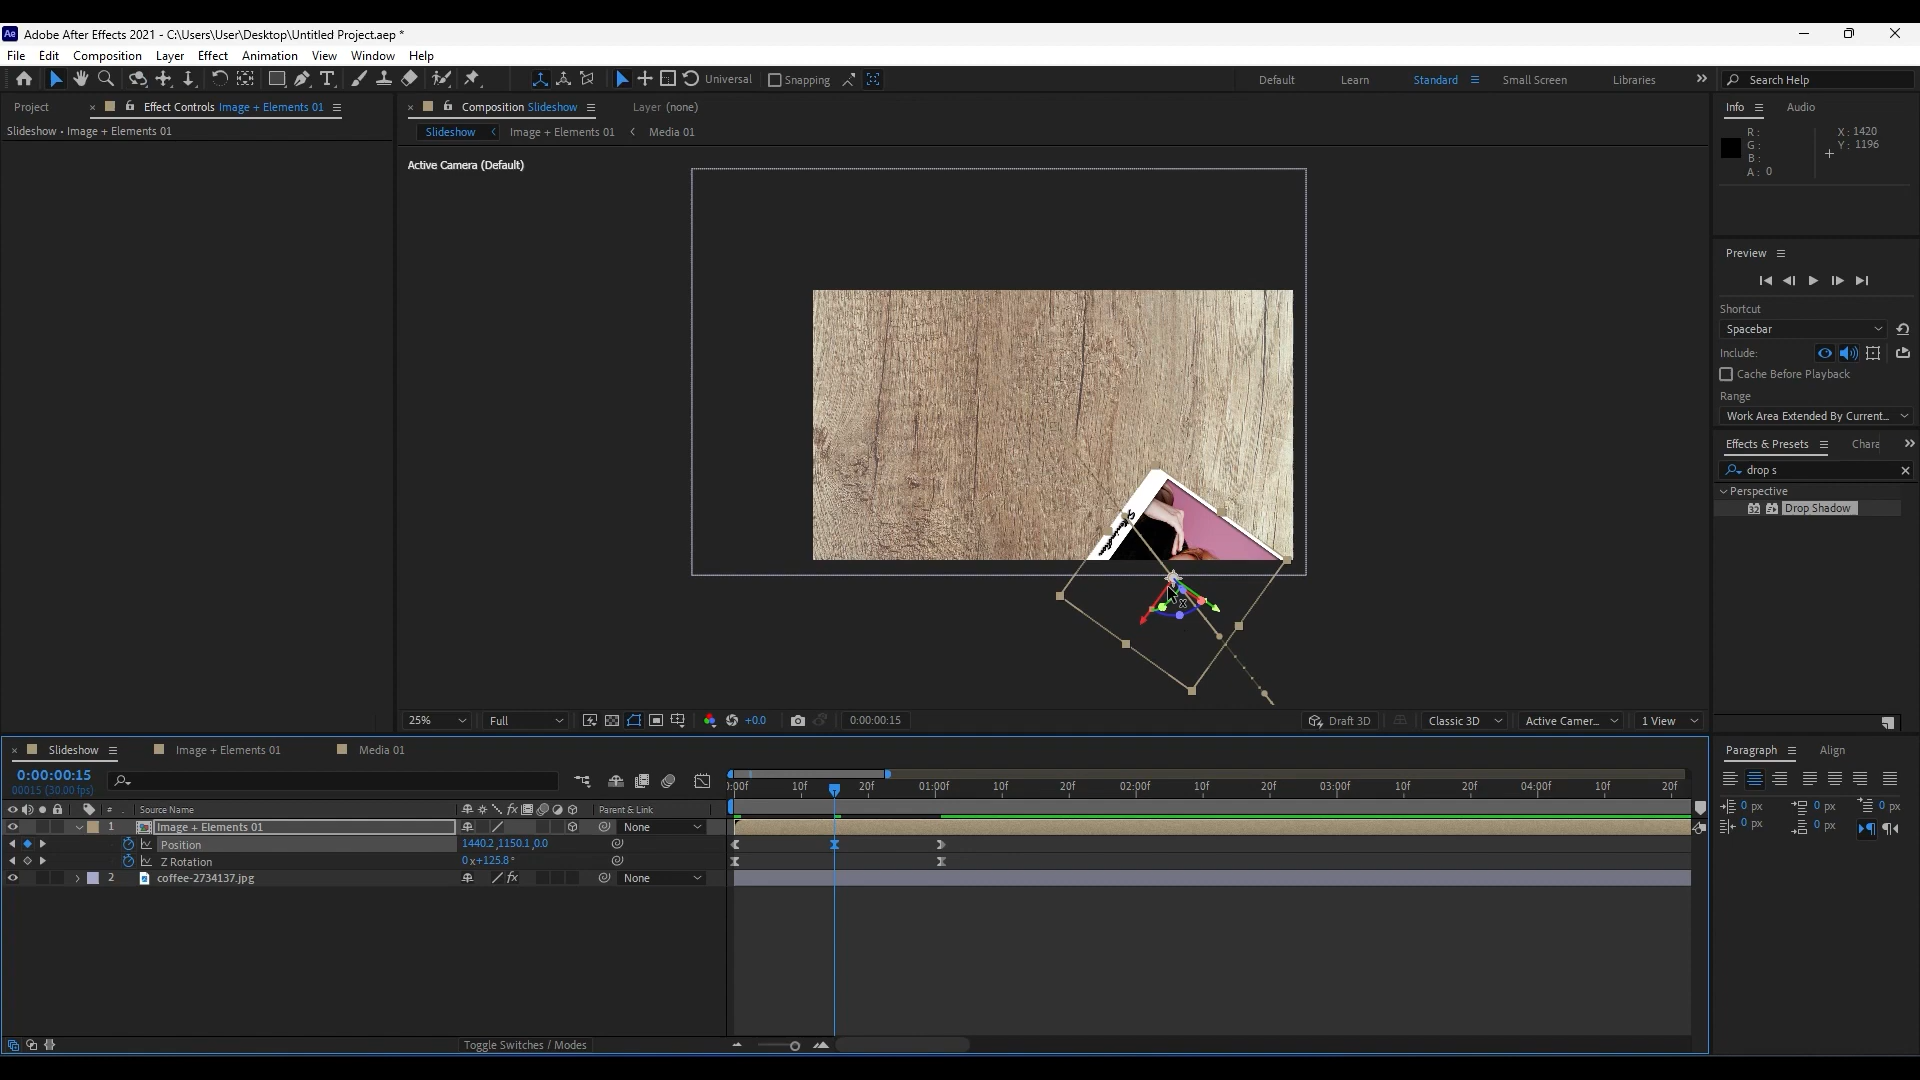 Adobe After Effects 2021 - C:\Users\User\Desktop\Untitled Project.aep *
File Edit Composition Layer Effect Animation View Window Help
Universal Snapping Default Learn Standard Small Screen Libraries Search Help
Project Effect Controls Image + Elements 01
Slideshow • Image + Elements 01
Composition Slideshow Layer (none)
Slideshow Image + Elements 01 Media 01
Active Camera (Default)
25% Full +0.0 0:00:00:15 Draft 3D Classic 3D Active Camer... 1 View
Info Audio
R:
G:
B:
A: 0
X: 1420
Y: 1196
Preview
Shortcut
Spacebar
Include:
Cache Before Playback
Range
Work Area Extended By Current...
Effects & Presets Chara
drop s
Perspective
32 Drop Shadow
Slideshow Image + Elements 01 Media 01
0:00:00:15
00015 (30.00 fps)
# Source Name Parent & Link
1 Image + Elements 01 None
Position 1440.2,1150.1,0.0
Z Rotation 0x+125.8°
2 coffee-2734137.jpg None
:00f 10f 20f 01:00f 10f 20f 02:00f 10f 20f 03:00f 10f 20f 04:00f 10f 20f
Toggle Switches / Modes
Paragraph Align
0 px 0 px 0 px
0 px 0 px